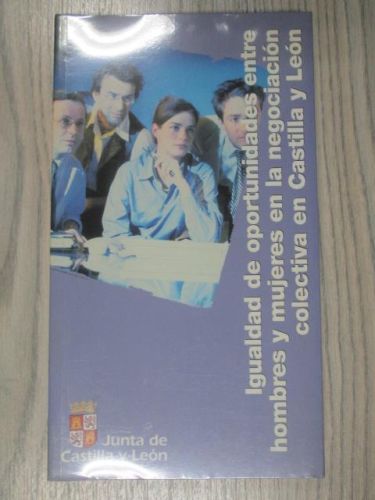 Igualdad de oportunidades entre
hombres y mujeres en la negociación
colectiva en Castilla y León
Junta de
Castilla y León